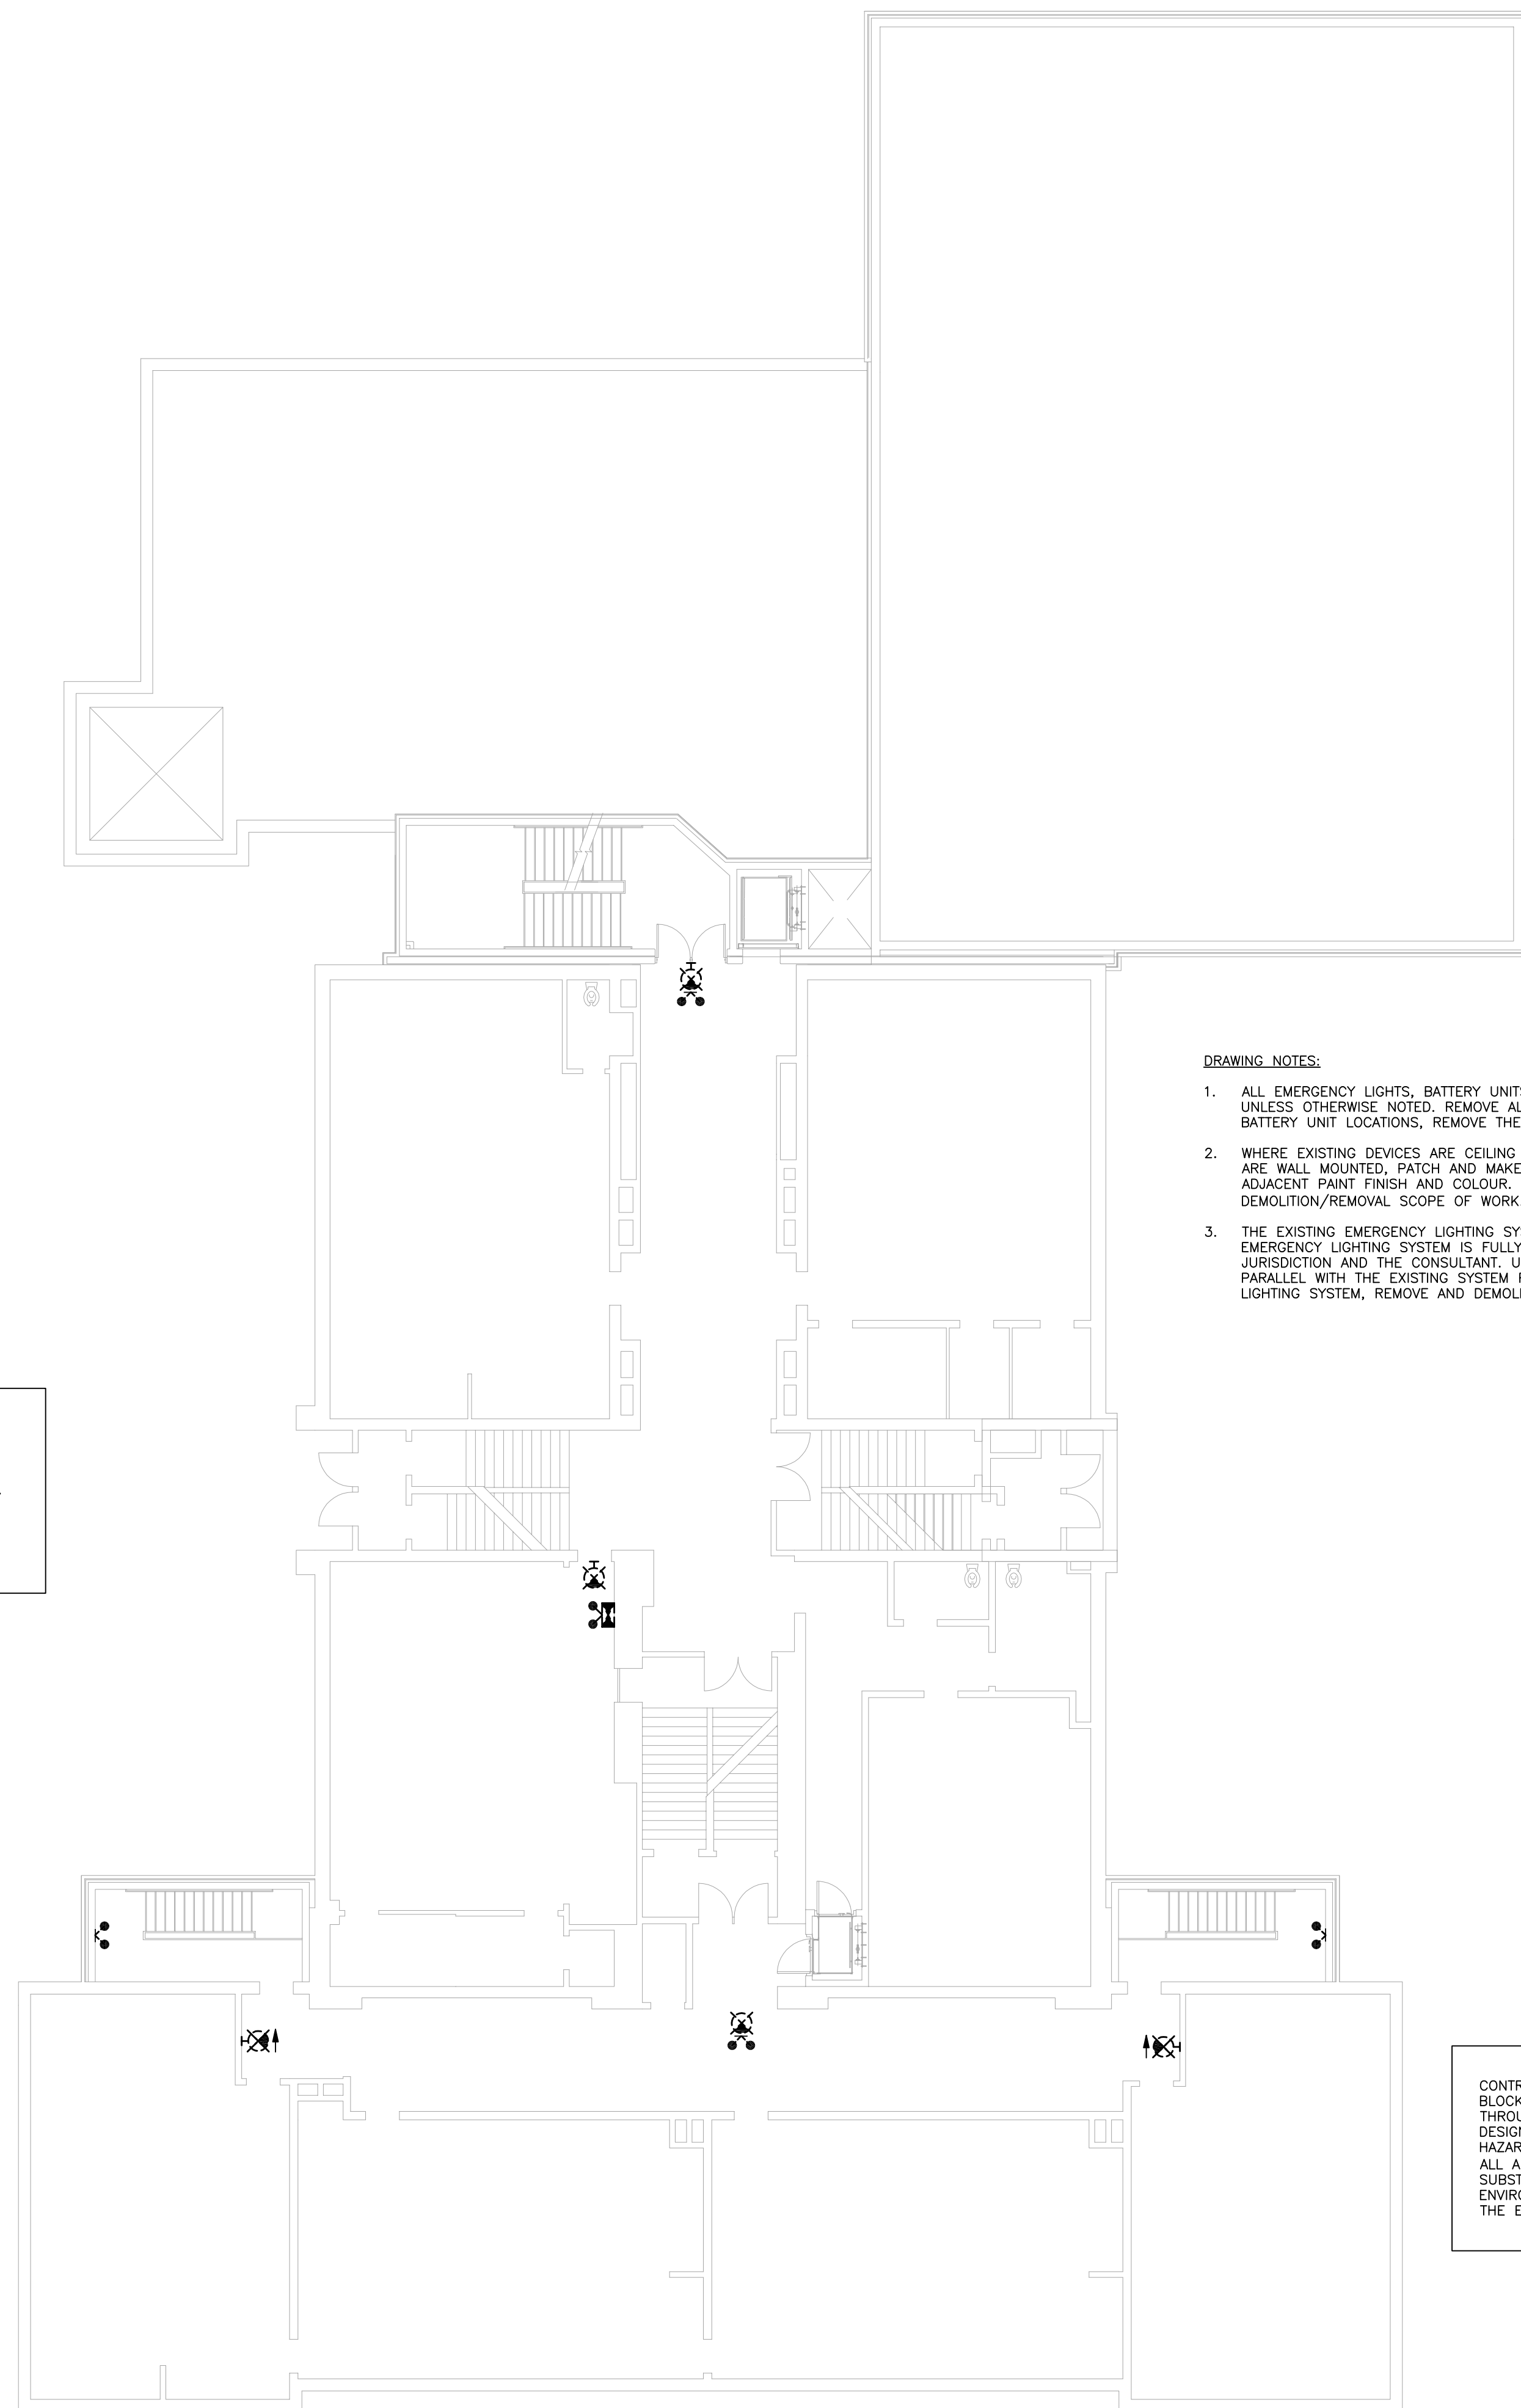 DRAWING NOTES:
1. ALL EMERGENCY LIGHTS, BATTERY UNITS
UNLESS OTHERWISE NOTED. REMOVE AL
BATTERY UNIT LOCATIONS, REMOVE THE
2. WHERE EXISTING DEVICES ARE CEILING
ARE WALL MOUNTED, PATCH AND MAKE
ADJACENT PAINT FINISH AND COLOUR.
DEMOLITION/REMOVAL SCOPE OF WORK
3. THE EXISTING EMERGENCY LIGHTING SY
EMERGENCY LIGHTING SYSTEM IS FULLY
JURISDICTION AND THE CONSULTANT. U
PARALLEL WITH THE EXISTING SYSTEM
LIGHTING SYSTEM, REMOVE AND DEMOLI
CONTR
BLOCK
THROU
DESIGN
HAZAR
ALL A
SUBST
ENVIR
THE E